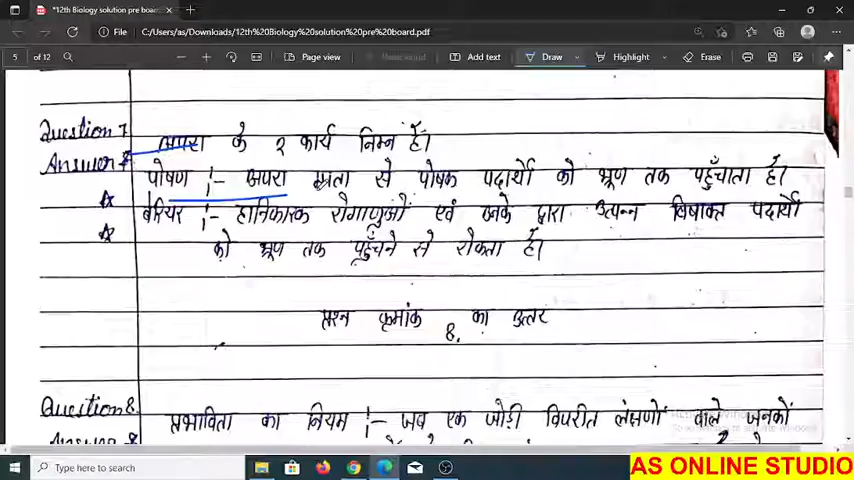 *12th Biology solution pre boar
File C:/Users/as/Downloads/12th%20Biology%20solution%20pre%20board.pdf
5 of 12 Page view Add text Draw Highlight Erase
Question 7 अपरा के २ कार्य निम्न हैं।
Answer 7
पोषण :- अपरा माता से पोषक पदार्थो को भ्रूण तक पहुँचाता है।
बेरियर :- हानिकारक रोगाणुओं एवं उनके द्वारा उत्पन्न विषाक्त पदार्थो
को भ्रूण तक पहुँचने से रोकता है।
प्रश्न क्रमांक 8. का उत्तर
Question 8.
प्रभाविता का नियम :- जब एक जोड़ी विपरीत लक्षणों वाले जनकों
Type here to search
AS ONLINE STUDIO